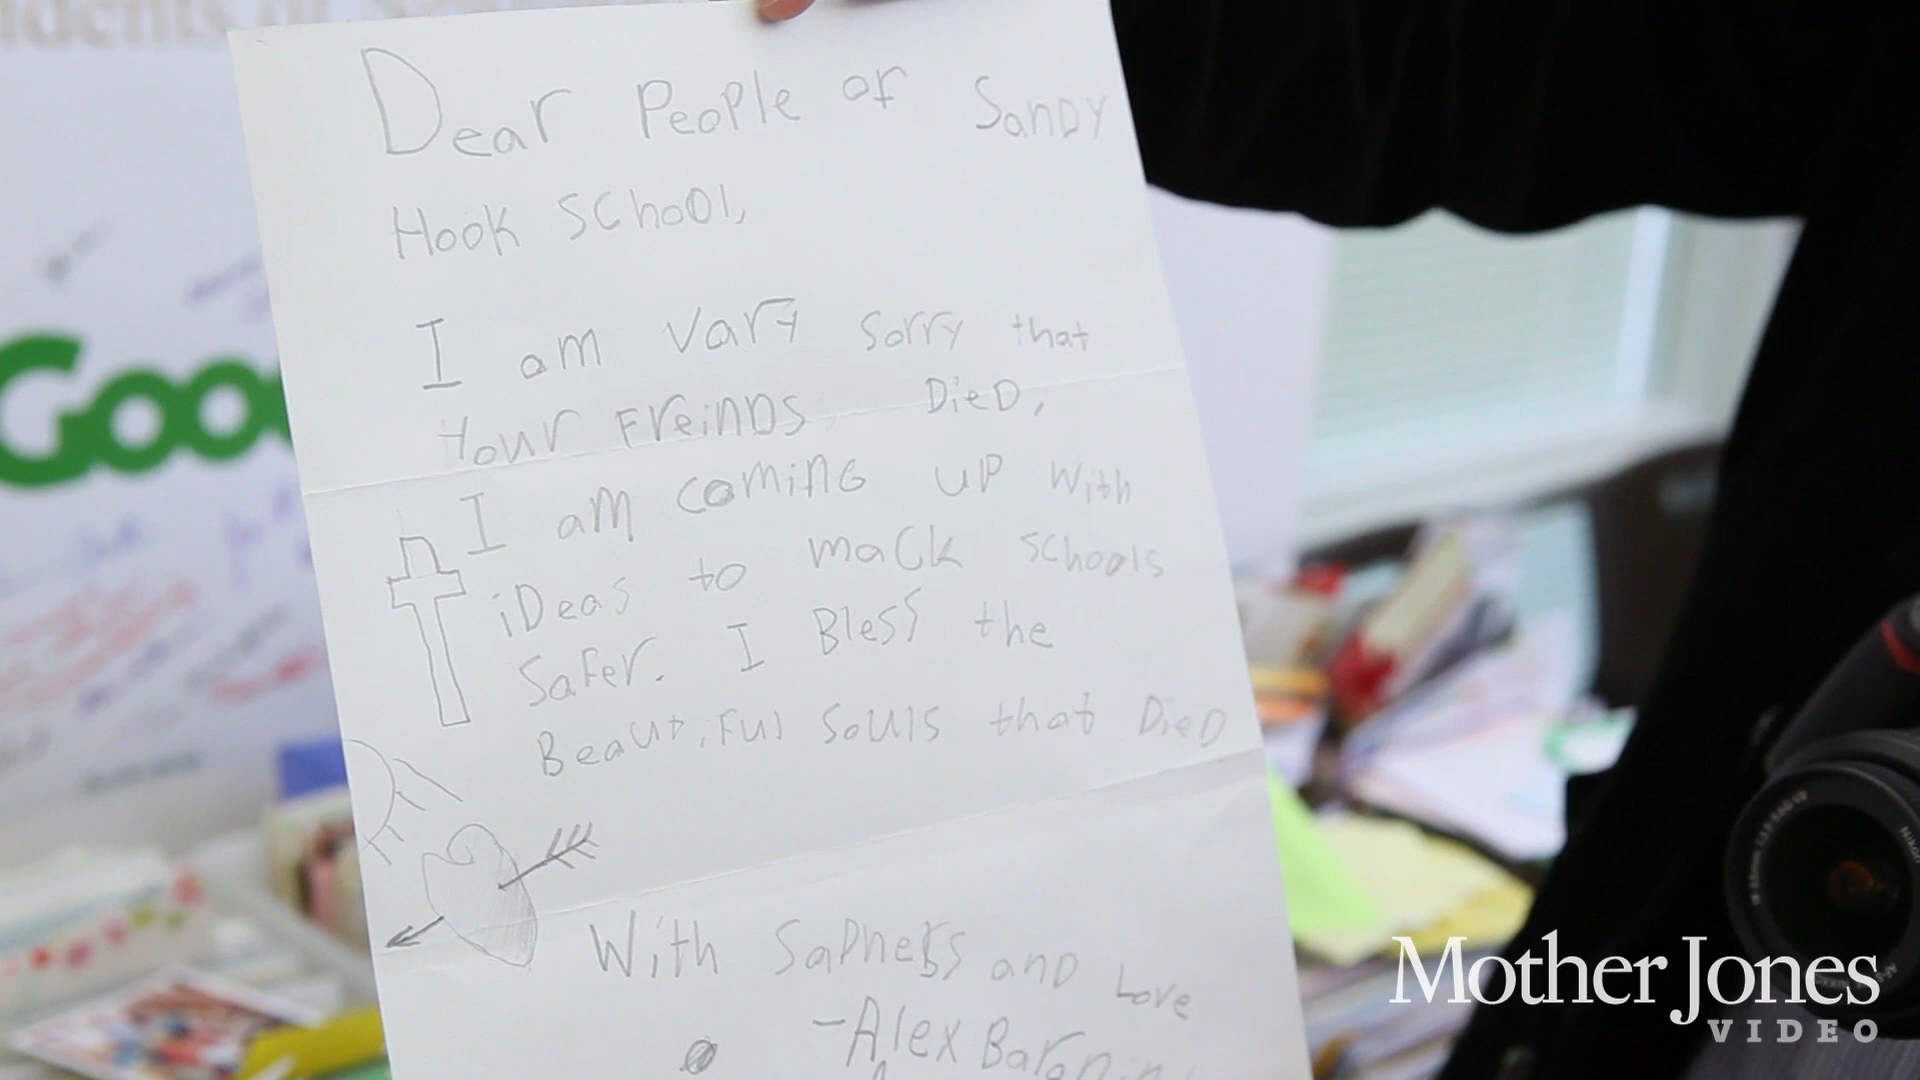 Dear People of Sandy
Hook School,
I am vary sorry that
Your Freinds Died,
I am coming up with
iDeas to mack schools
Safer. I Bless the
Beautiful souls that Died
With Sadness and Love
-Alex
Goo
Mother Jones
VIDEO